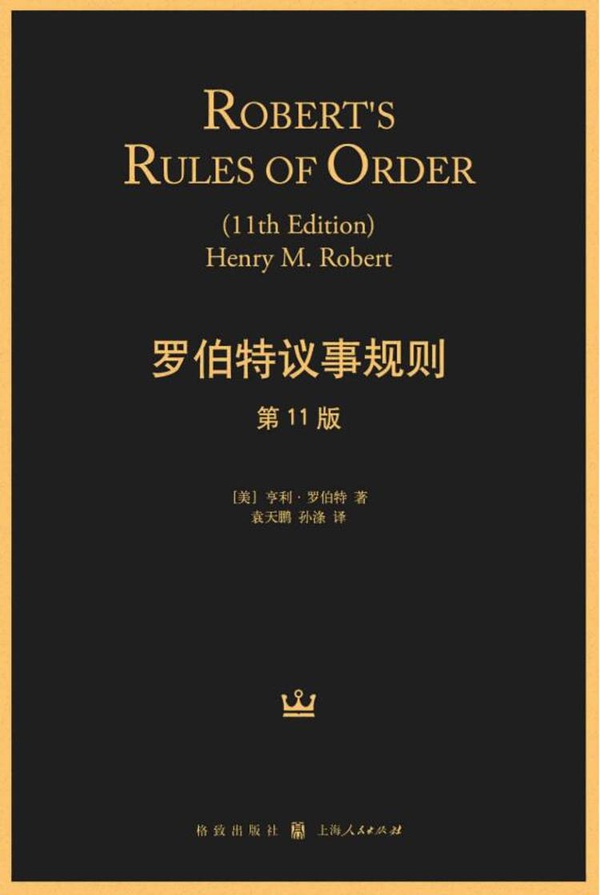 ROBERT'S
RULES OF ORDER
(11th Edition)
Henry M. Robert
罗伯特议事规则
第 11 版
[美] 亨利·罗伯特 著
袁天鹏 孙涤 译
格致出版社 上海人民出版社